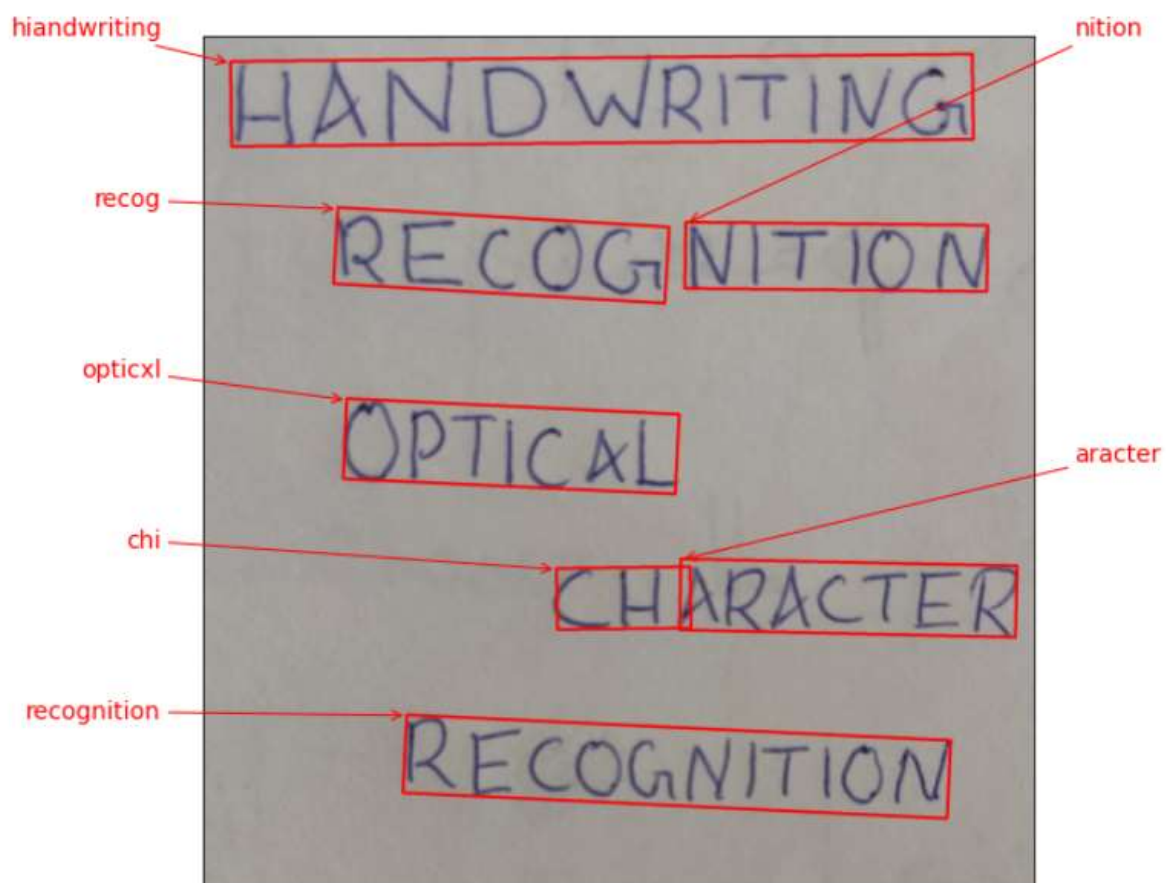 hiandwriting
nition
HANDWRITING
recog
RECOGNITION
opticxl
OPTICAL
aracter
chi
CHARACTER
recognition
RECOGNITION